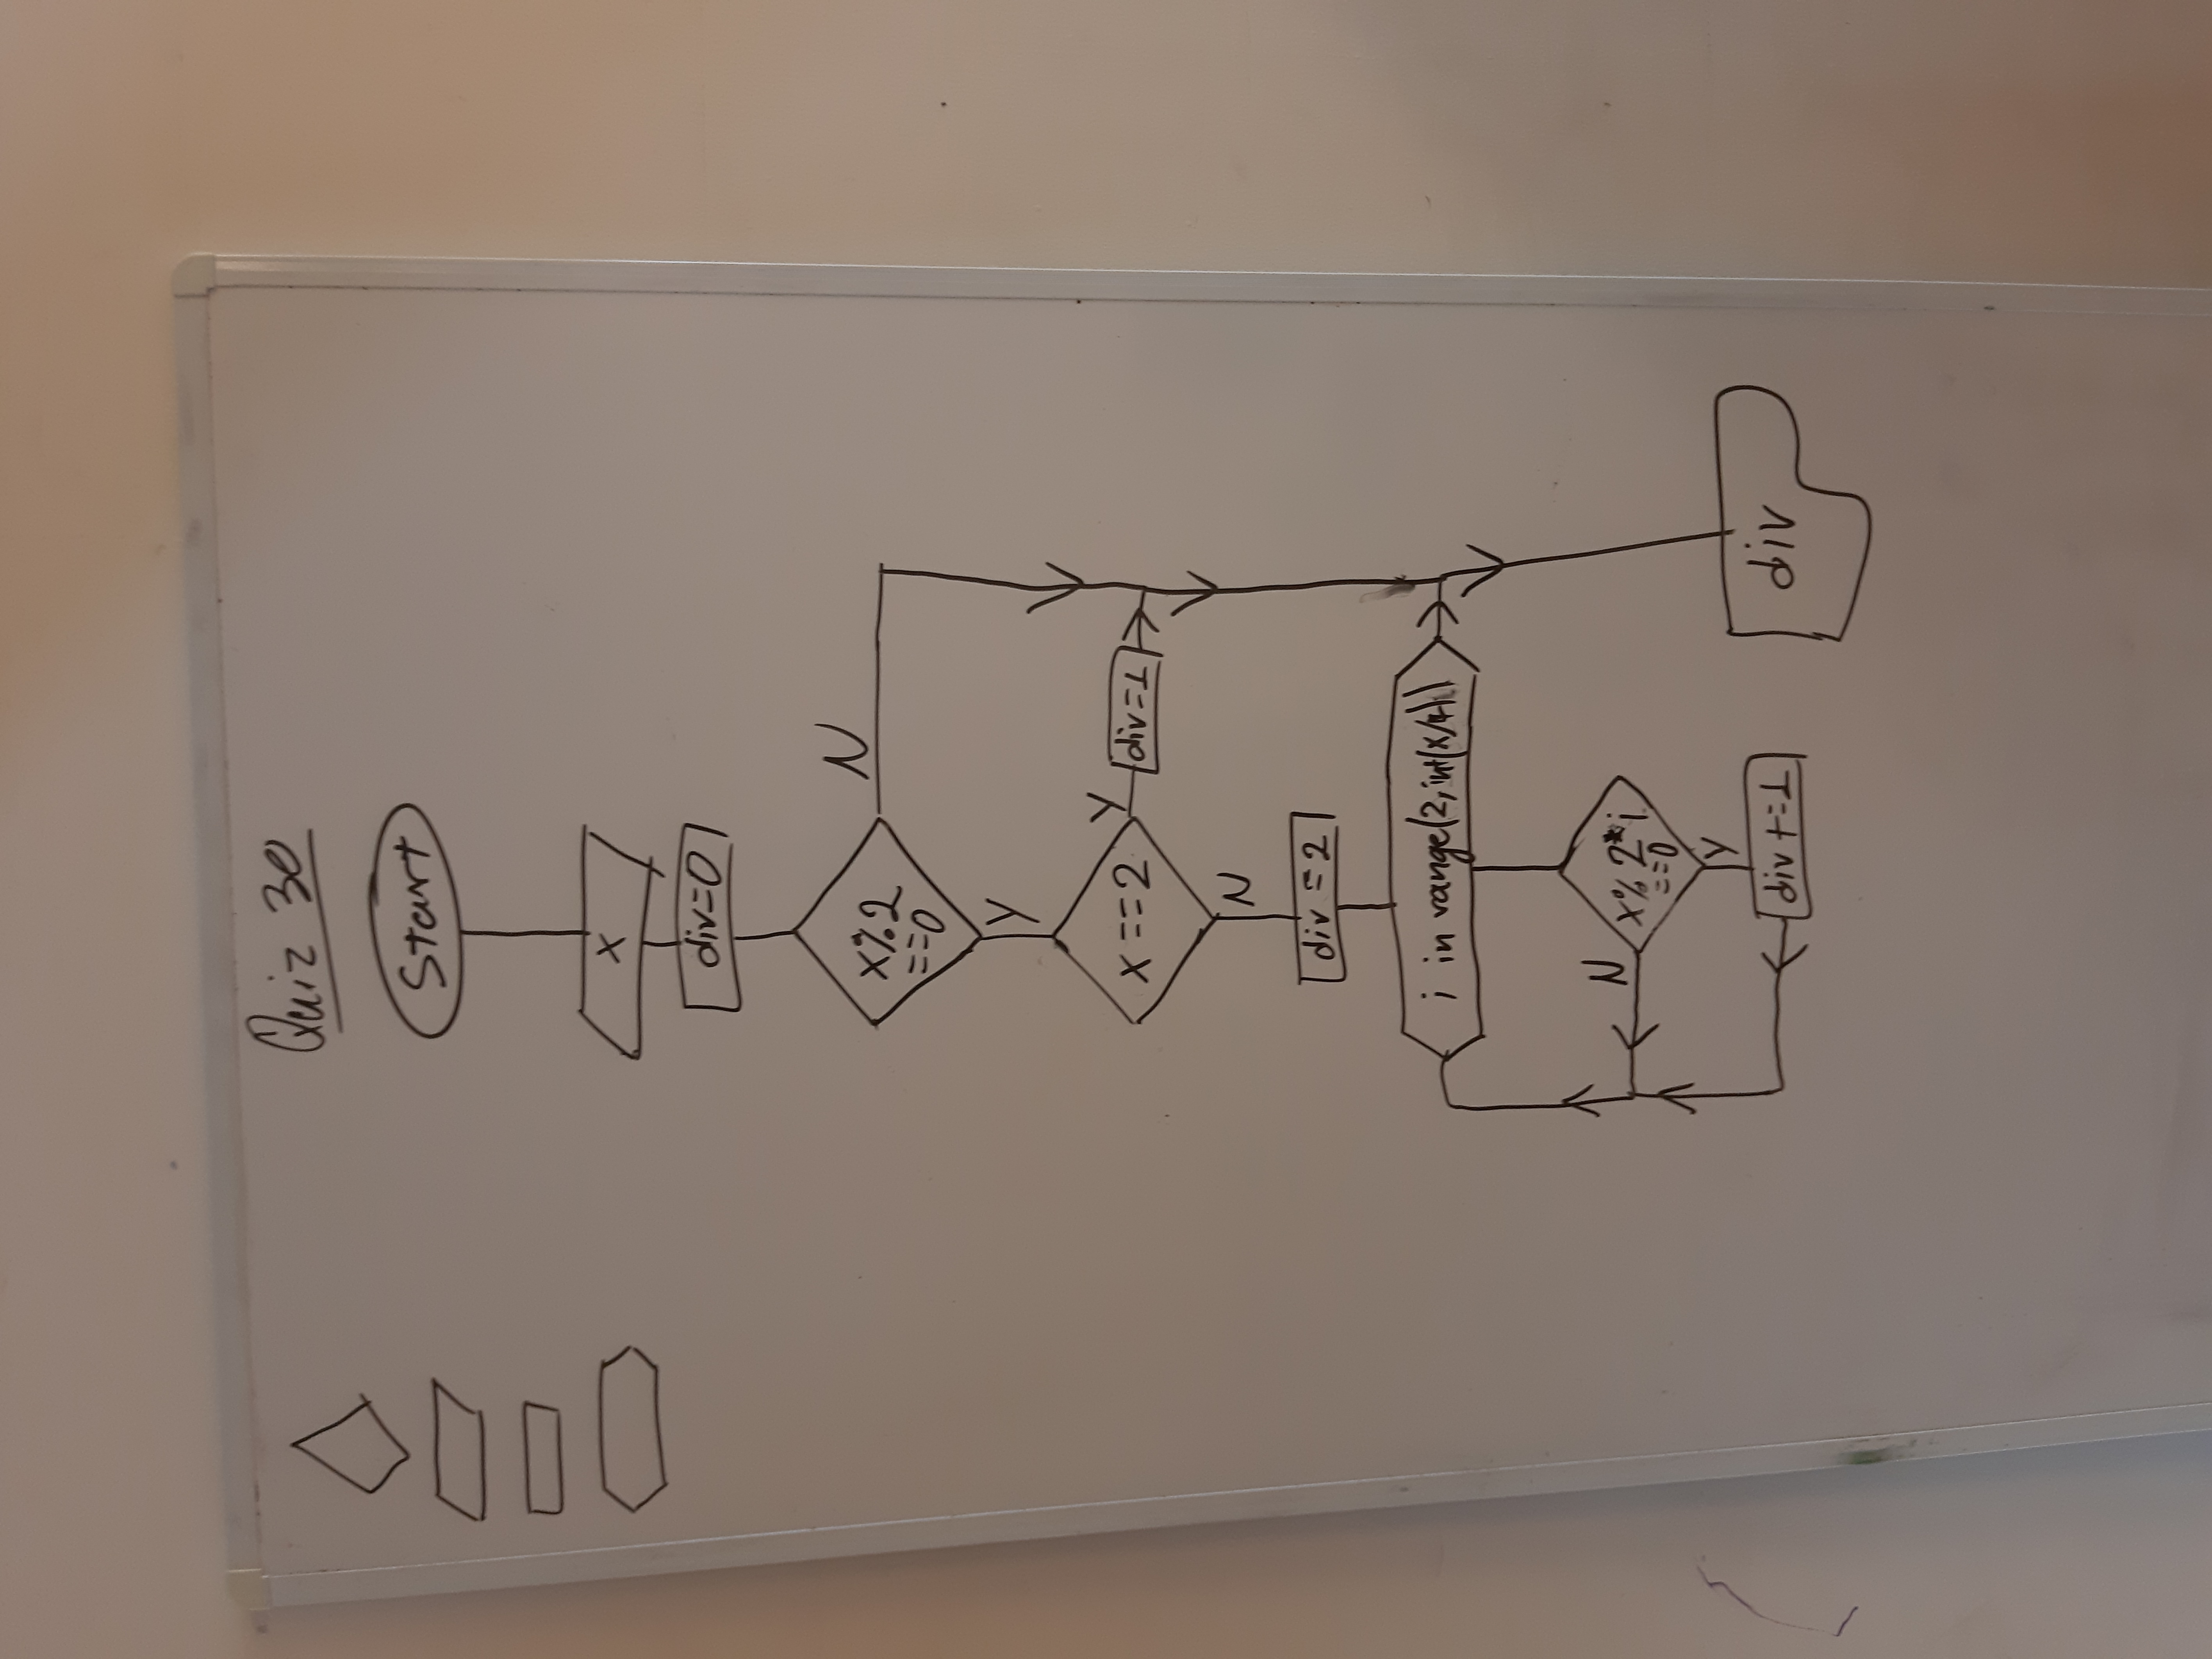 Quiz 30
Start
x
div=0
x%2
==0
N
Y
x==2
Y
div=1
N
div=2
i in range(2,int(x/4))
x%2*i
==0
N
Y
div+=1
div